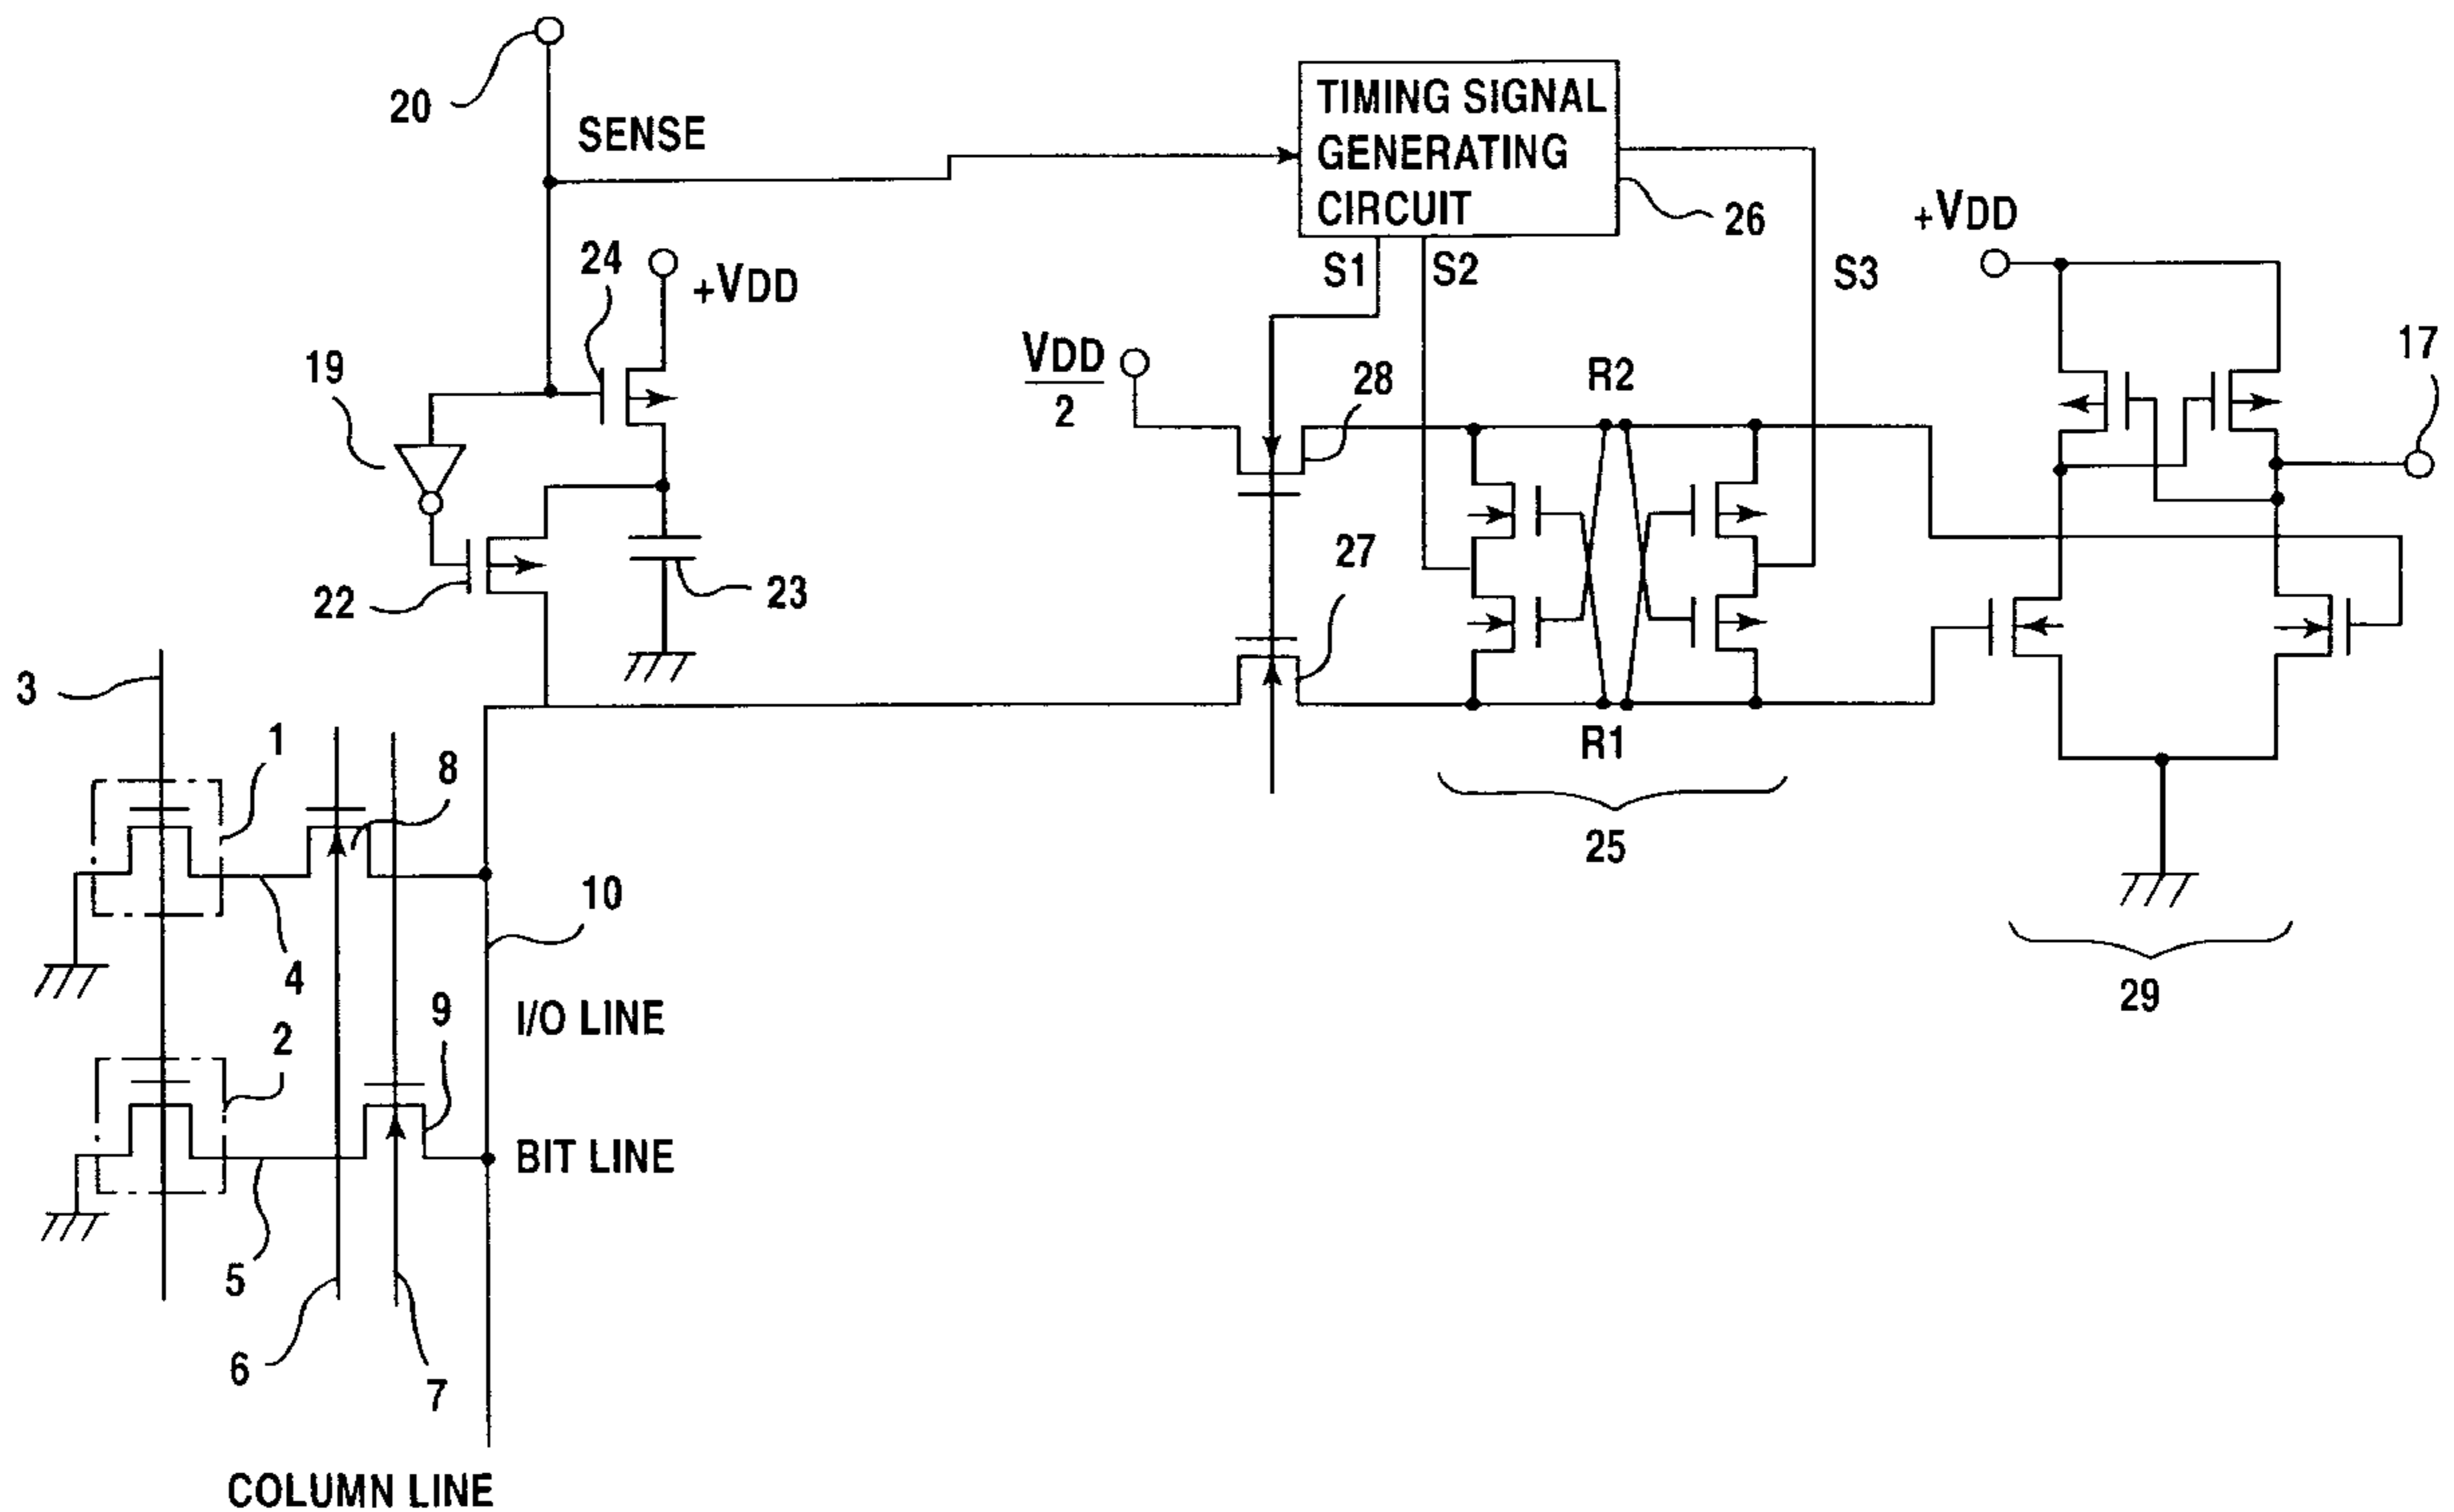 20
SENSE
TIMING SIGNAL
GENERATING
CIRCUIT
26
+VDD
S1
S2
S3
24
+VDD
19
VDD
2
28
R2
17
22
23
27
3
1
8
R1
25
10
4
29
I/O LINE
9
2
BIT LINE
5
6
7
COLUMN LINE